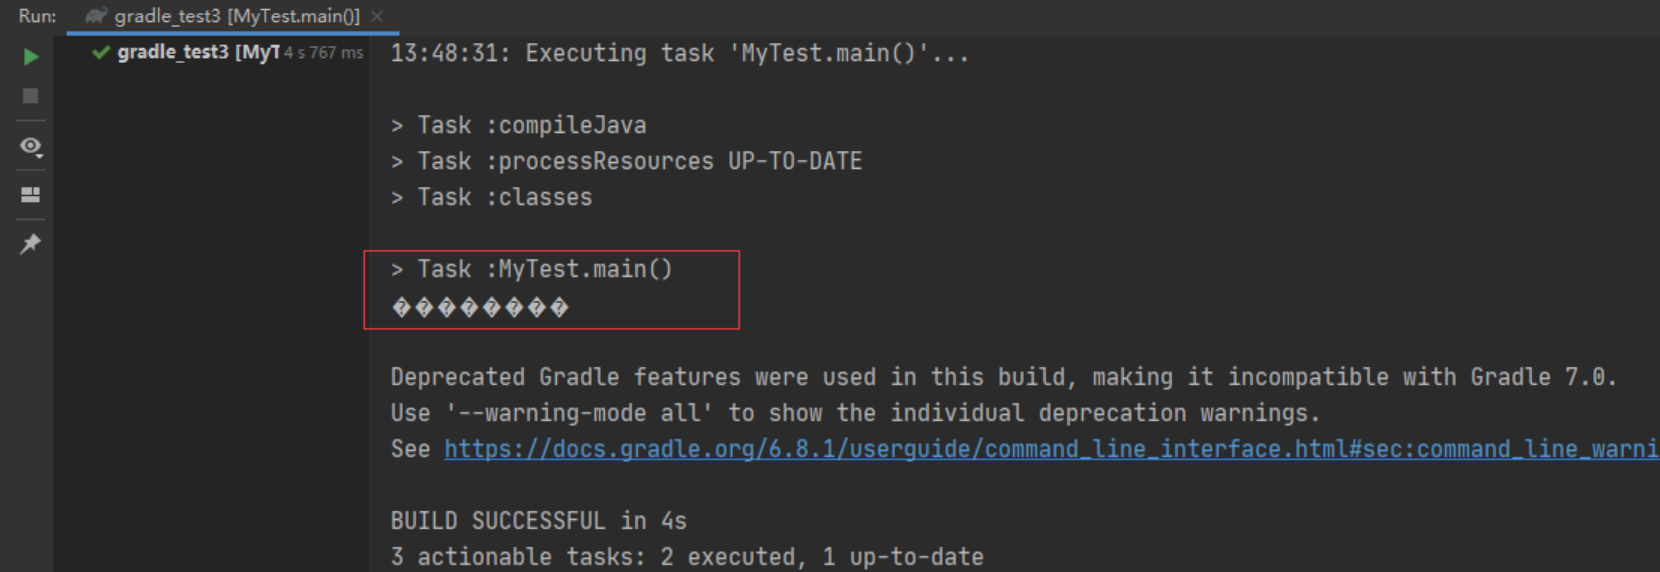 Run: gradle_test3 [MyTest.main()] ×
gradle_test3 [MyT 4 s 767 ms
13:48:31: Executing task 'MyTest.main()'...
> Task :compileJava
> Task :processResources UP-TO-DATE
> Task :classes
> Task :MyTest.main()
��������
Deprecated Gradle features were used in this build, making it incompatible with Gradle 7.0.
Use '--warning-mode all' to show the individual deprecation warnings.
See https://docs.gradle.org/6.8.1/userguide/command_line_interface.html#sec:command_line_warni
BUILD SUCCESSFUL in 4s
3 actionable tasks: 2 executed, 1 up-to-date